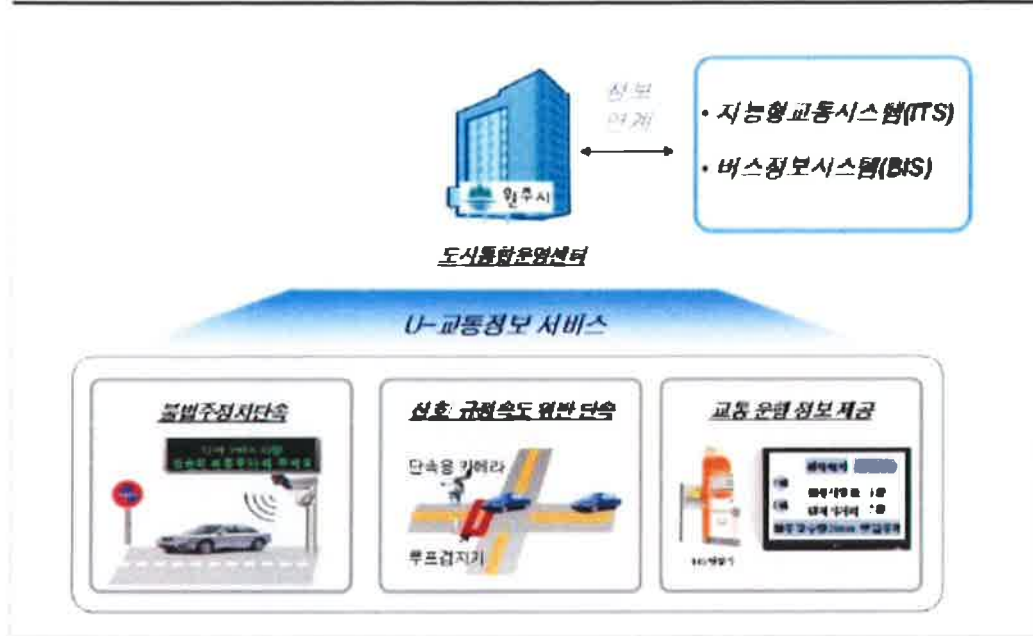 정보
연계
• 지능형교통시스템(ITS)
• 버스정보시스템(BIS)
원주시
도시통합운영센터
U-교통정보 서비스
불법주정차단속
신호·규정속도 위반 단속
교통 운행 정보 제공
단속용 카메라
루프검지기